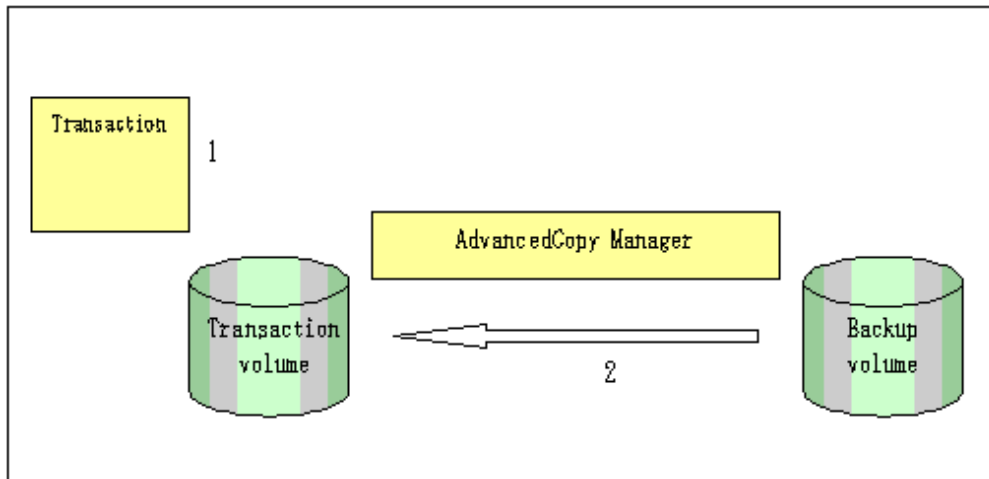 Transaction
1
AdvancedCopy Manager
Transaction
volume
2
Backup
volume